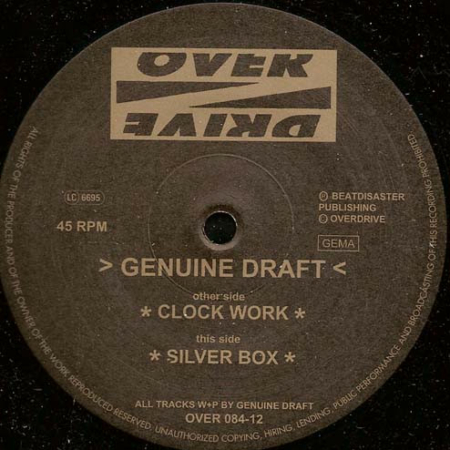 OVER
DRIVE
LC 6695
45 RPM
℗ BEATDISASTER
PUBLISHING
© OVERDRIVE
GEMA
> GENUINE DRAFT <
other side
* CLOCK WORK *
this side
* SILVER BOX *
ALL TRACKS W+P BY GENUINE DRAFT
OVER 084-12
ALL RIGHTS OF THE PRODUCER AND OF THE OWNER OF THE WORK REPRODUCED RESERVED. UNAUTHORIZED COPYING, HIRING, LENDING, PUBLIC PERFORMANCE, AND BROADCASTING OF THIS RECORDING PROHIBITED.